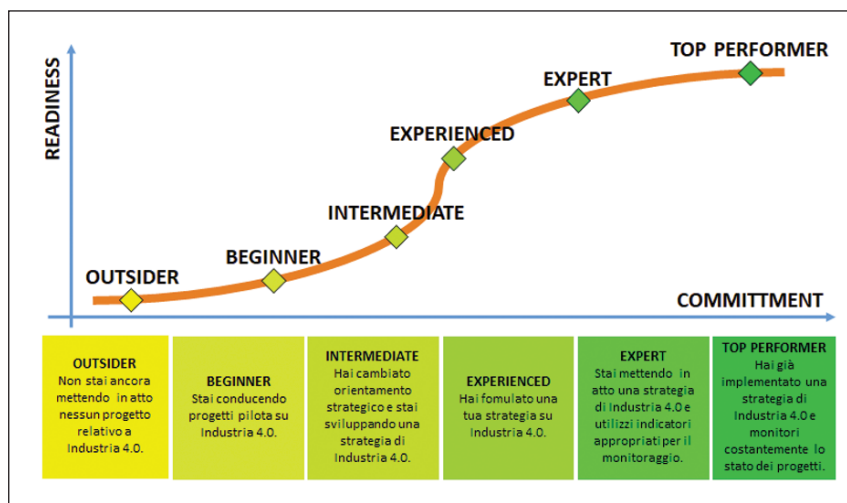 READINESS
TOP PERFORMER
EXPERT
EXPERIENCED
INTERMEDIATE
BEGINNER
OUTSIDER
COMMITTMENT
OUTSIDER
Non stai ancora
mettendo in atto
nessun progetto
relativo a
Industria 4.0.
BEGINNER
Stai conducendo
progetti pilota su
Industria 4.0.
INTERMEDIATE
Hai cambiato
orientamento
strategico e stai
sviluppando una
strategia di
Industria 4.0.
EXPERIENCED
Hai fomulato una
tua strategia su
Industria 4.0.
EXPERT
Stai mettendo in
atto una strategia
di Industria 4.0 e
utilizzi indicatori
appropriati per il
monitoraggio.
TOP PERFORMER
Hai già
implementato una
strategia di
Industria 4.0 e
monitori
costantemente lo
stato dei progetti.